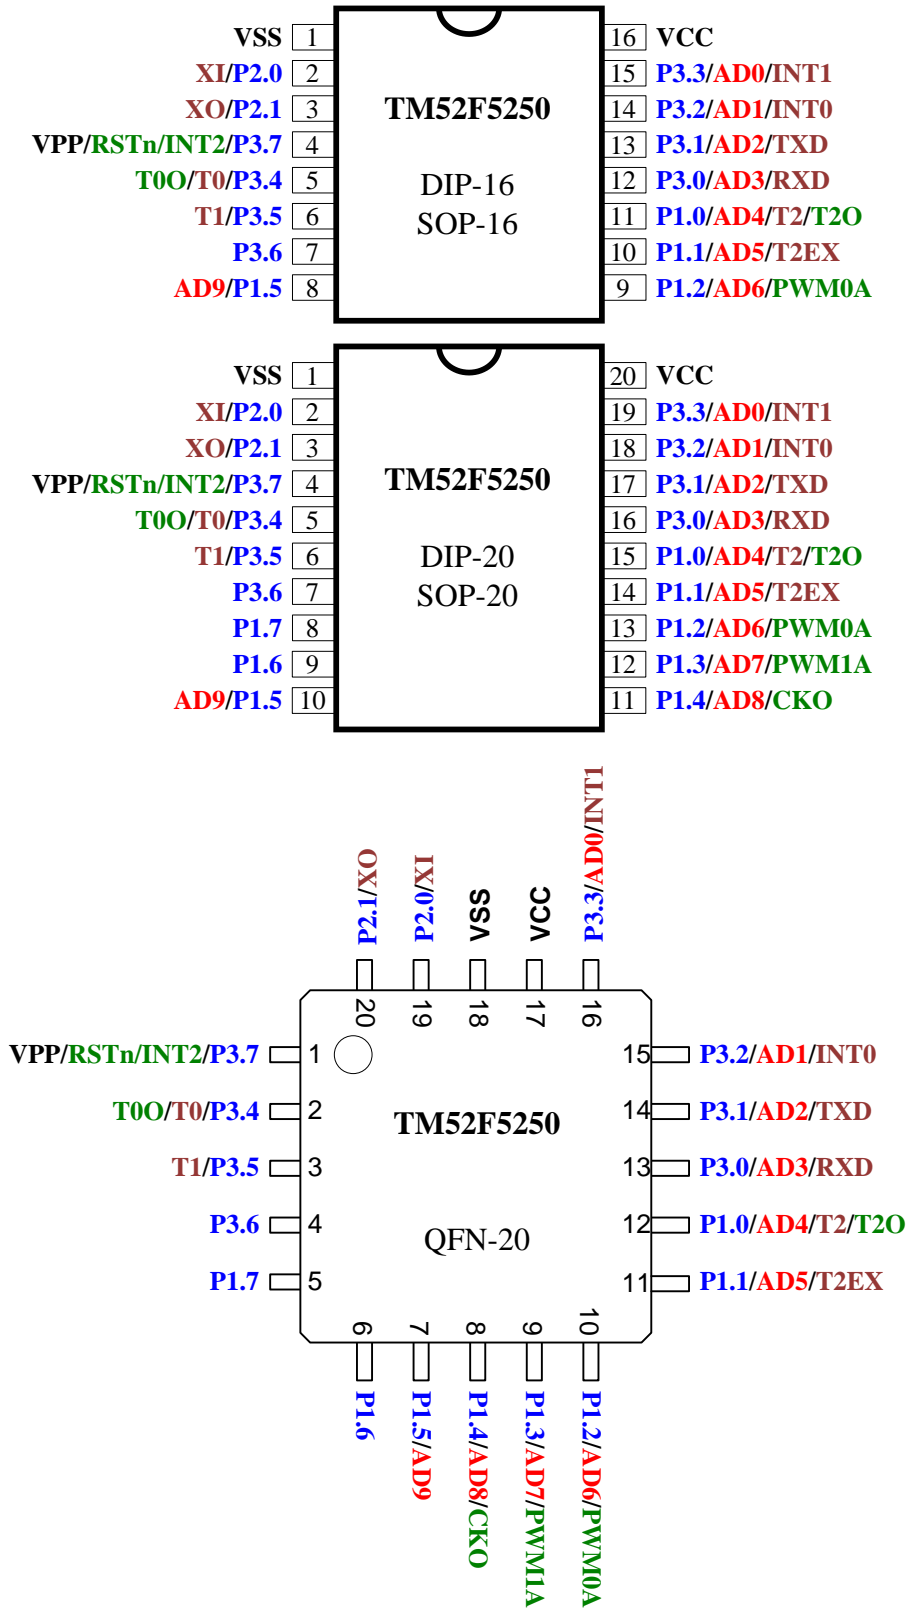 VSS 1 16 VCC
XI/P2.0 2 15 P3.3/AD0/INT1
XO/P2.1 3 TM52F5250 14 P3.2/AD1/INT0
VPP/RSTn/INT2/P3.7 4 13 P3.1/AD2/TXD
T0O/T0/P3.4 5 DIP-16 12 P3.0/AD3/RXD
T1/P3.5 6 SOP-16 11 P1.0/AD4/T2/T2O
P3.6 7 10 P1.1/AD5/T2EX
AD9/P1.5 8 9 P1.2/AD6/PWM0A
VSS 1 20 VCC
XI/P2.0 2 19 P3.3/AD0/INT1
XO/P2.1 3 18 P3.2/AD1/INT0
VPP/RSTn/INT2/P3.7 4 TM52F5250 17 P3.1/AD2/TXD
T0O/T0/P3.4 5 16 P3.0/AD3/RXD
T1/P3.5 6 DIP-20 15 P1.0/AD4/T2/T2O
P3.6 7 SOP-20 14 P1.1/AD5/T2EX
P1.7 8 13 P1.2/AD6/PWM0A
P1.6 9 12 P1.3/AD7/PWM1A
AD9/P1.5 10 11 P1.4/AD8/CKO
P2.1/XO
P2.0/XI
VSS
VCC
P3.3/AD0/INT1
20 19 18 17 16
VPP/RSTn/INT2/P3.7 1 15 P3.2/AD1/INT0
T0O/T0/P3.4 2 14 P3.1/AD2/TXD
TM52F5250
T1/P3.5 3 13 P3.0/AD3/RXD
P3.6 4 12 P1.0/AD4/T2/T2O
QFN-20
P1.7 5 11 P1.1/AD5/T2EX
6 7 8 9 10
P1.6
P1.5/AD9
P1.4/AD8/CKO
P1.3/AD7/PWM1A
P1.2/AD6/PWM0A